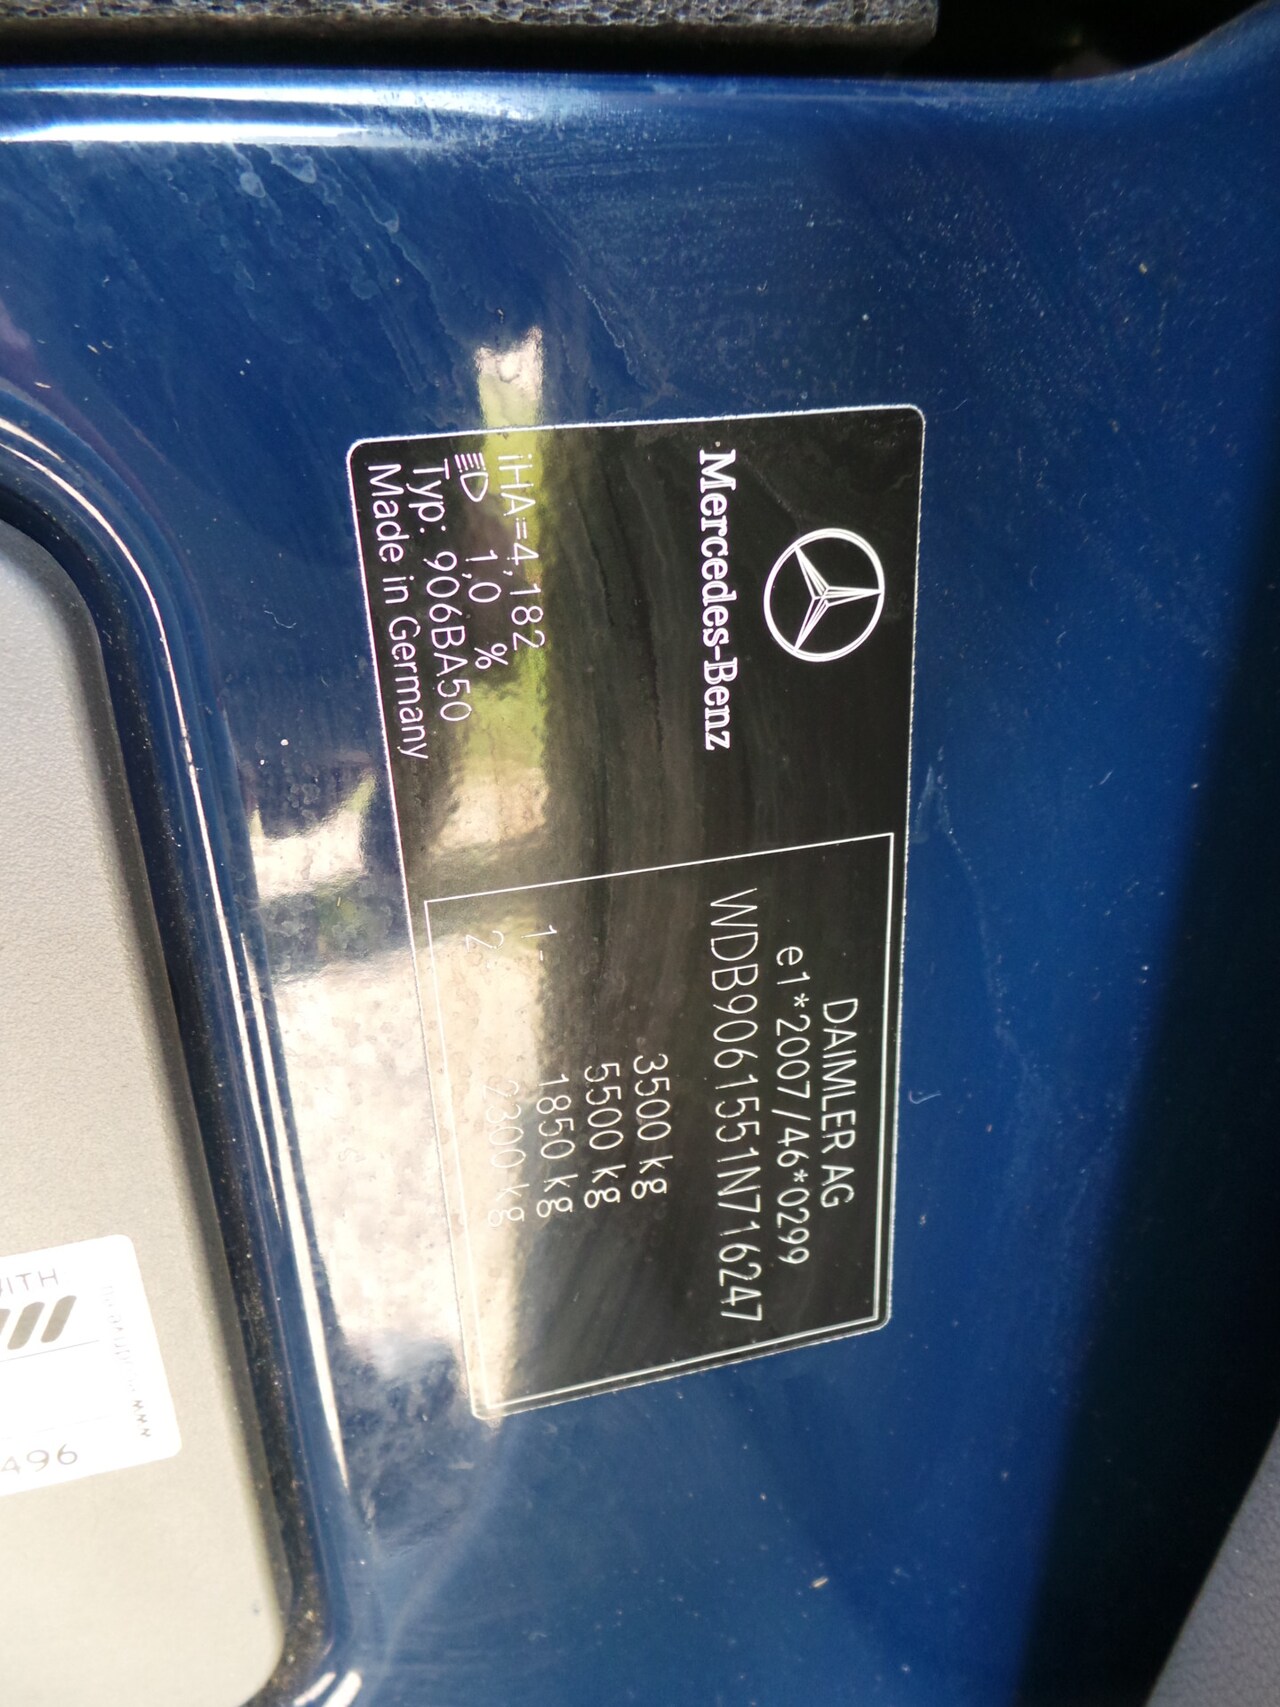 Mercedes-Benz
DAIMLER AG
e1*2007/46*0299
WDB9061551N716247
3500 kg
5500 kg
1- 1850 kg
2- 2300 kg
iHA=4,182
1,0 %
Typ: 906BA50
Made in Germany
WITH
496